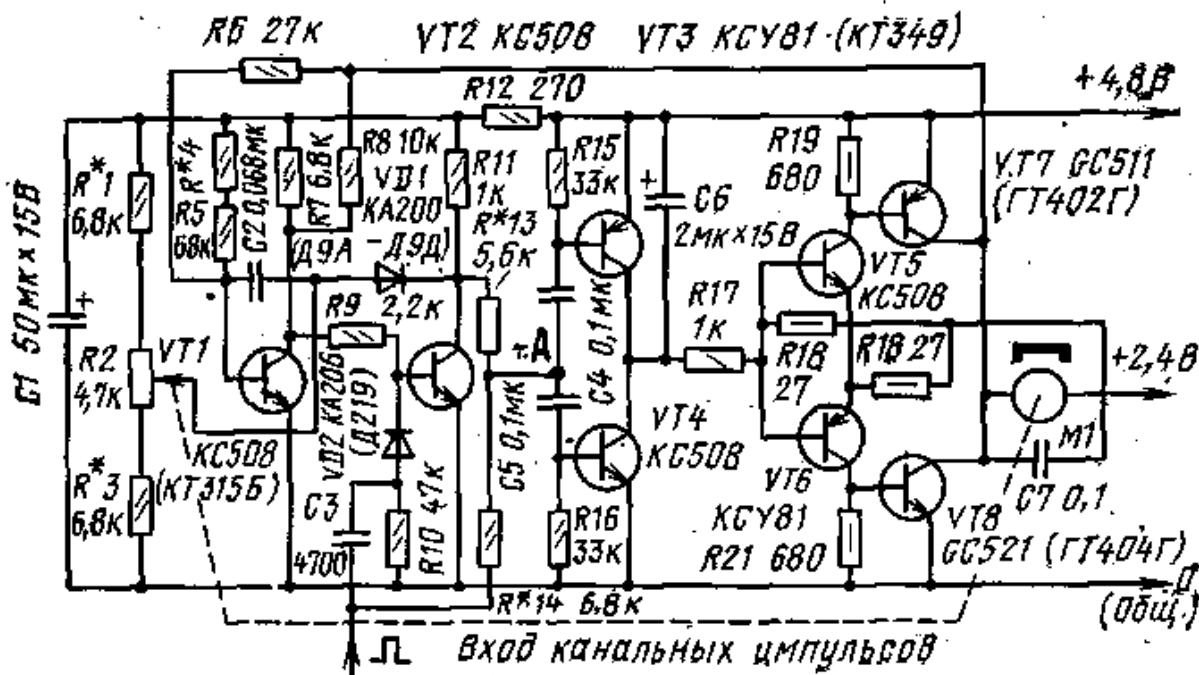 R6 27к
VT2 КС508
VT3 KCY81 (КТ349)
R12 270
+4,8В
R*1
6,8к
R*4
R5
68к
C2 0,068мк
R7 6,8к
R8 10к
VD1
КА200
(Д9А
-Д9Д)
R11
1к
R*13
5,6к
R15
33к
C6
2мк×15В
R19
680
VT7 GC511
(ГТ402Г)
C1 50мк×15В
R2
4,7к
VT1
КС508
(КТ315Б)
R9
2,2к
VD2 КА206
(Д219)
т.А
C4 0,1мк
C5 0,1мк
R17
1к
VT5
КС508
R18
27
R18 27
+2,4В
M1
C7 0,1
R*3
6,8к
C3
4700
R10 47к
R16
33к
VT4
КС508
VT6
KCY81
R21 680
VT8
GC521 (ГТ404Г)
R*14 6,8к
0
(Общ.)
Вход канальных импульсов